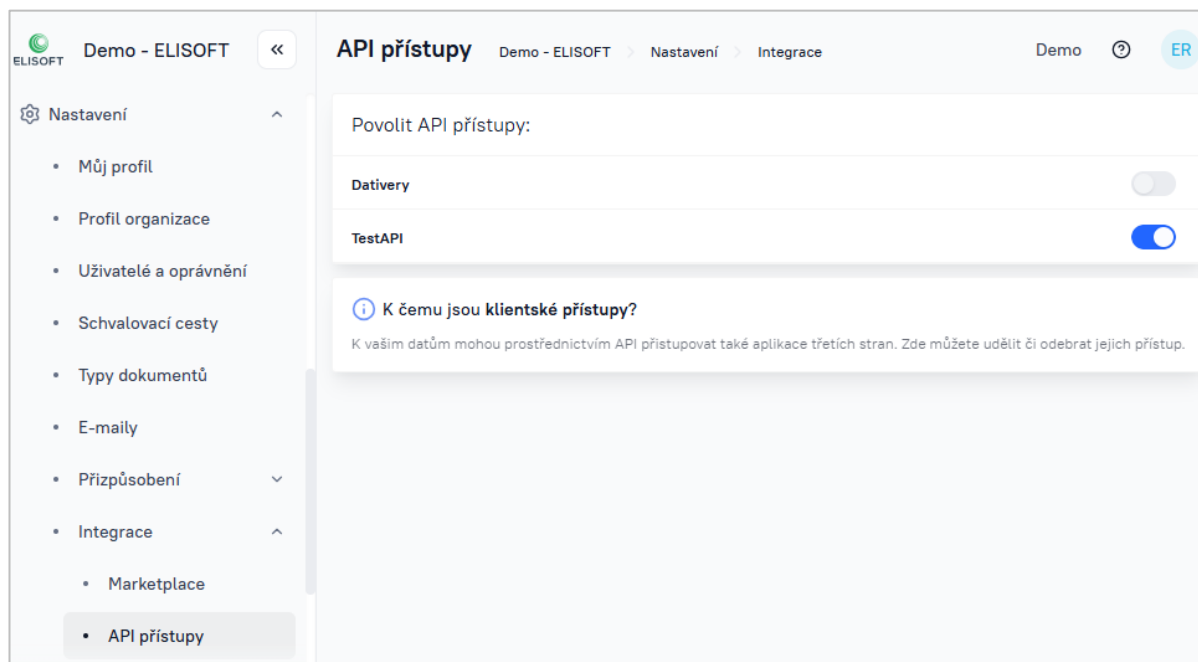 ELISOFT
Demo - ELISOFT
«
API přístupy
Demo - ELISOFT > Nastavení > Integrace
Demo
ER
Nastavení
• Můj profil
• Profil organizace
• Uživatelé a oprávnění
• Schvalovací cesty
• Typy dokumentů
• E-maily
• Přizpůsobení
• Integrace
• Marketplace
• API přístupy
Povolit API přístupy:
Dativery
TestAPI
K čemu jsou klientské přístupy?
K vašim datům mohou prostřednictvím API přistupovat také aplikace třetích stran. Zde můžete udělit či odebrat jejich přístup.